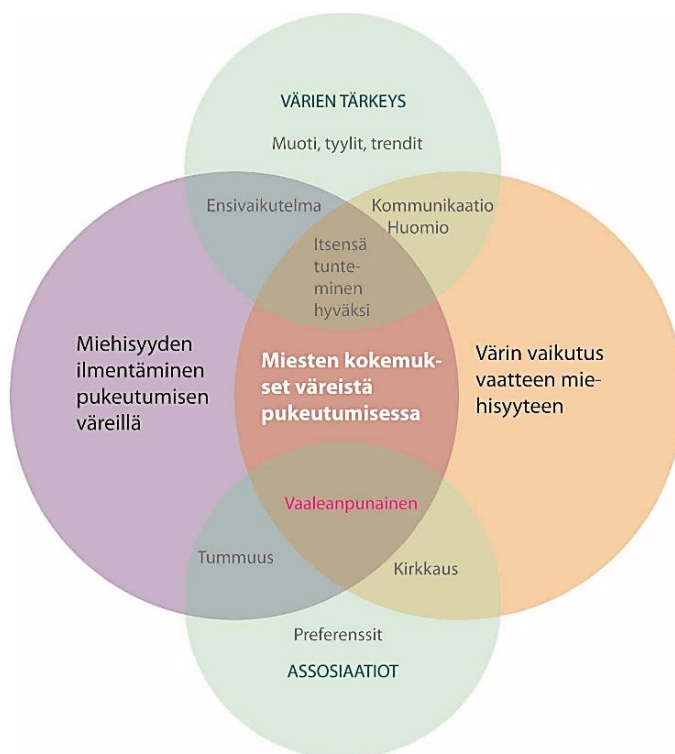 VÄRIEN TÄRKEYS
Muoti, tyylit, trendit
Ensivaikutelma
Kommunikaatio
Huomio
Itsensä
tunte-
minen
hyväksi
Miehisyyden
ilmentäminen
pukeutumisen
väreillä
Miesten kokemuk-
set väreistä
pukeutumisessa
Värin vaikutus
vaatteen mie-
hisyyteen
Vaaleanpunainen
Tummuus
Kirkkaus
Preferenssit
ASSOSIAATIOT